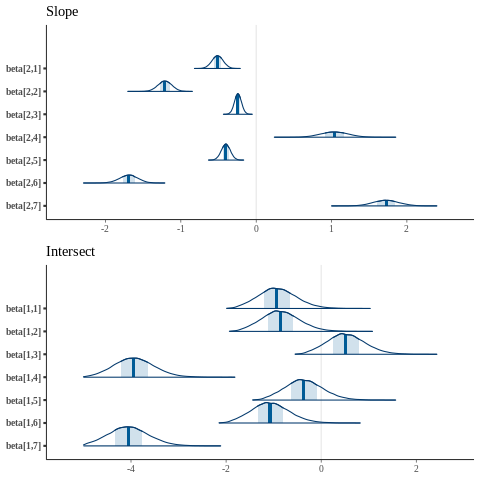 Slope
beta[2,1]
beta[2,2]
beta[2,3]
beta[2,4]
beta[2,5]
beta[2,6]
beta[2,7]
-2 -1 0 1 2
Intersect
beta[1,1]
beta[1,2]
beta[1,3]
beta[1,4]
beta[1,5]
beta[1,6]
beta[1,7]
-4 -2 0 2